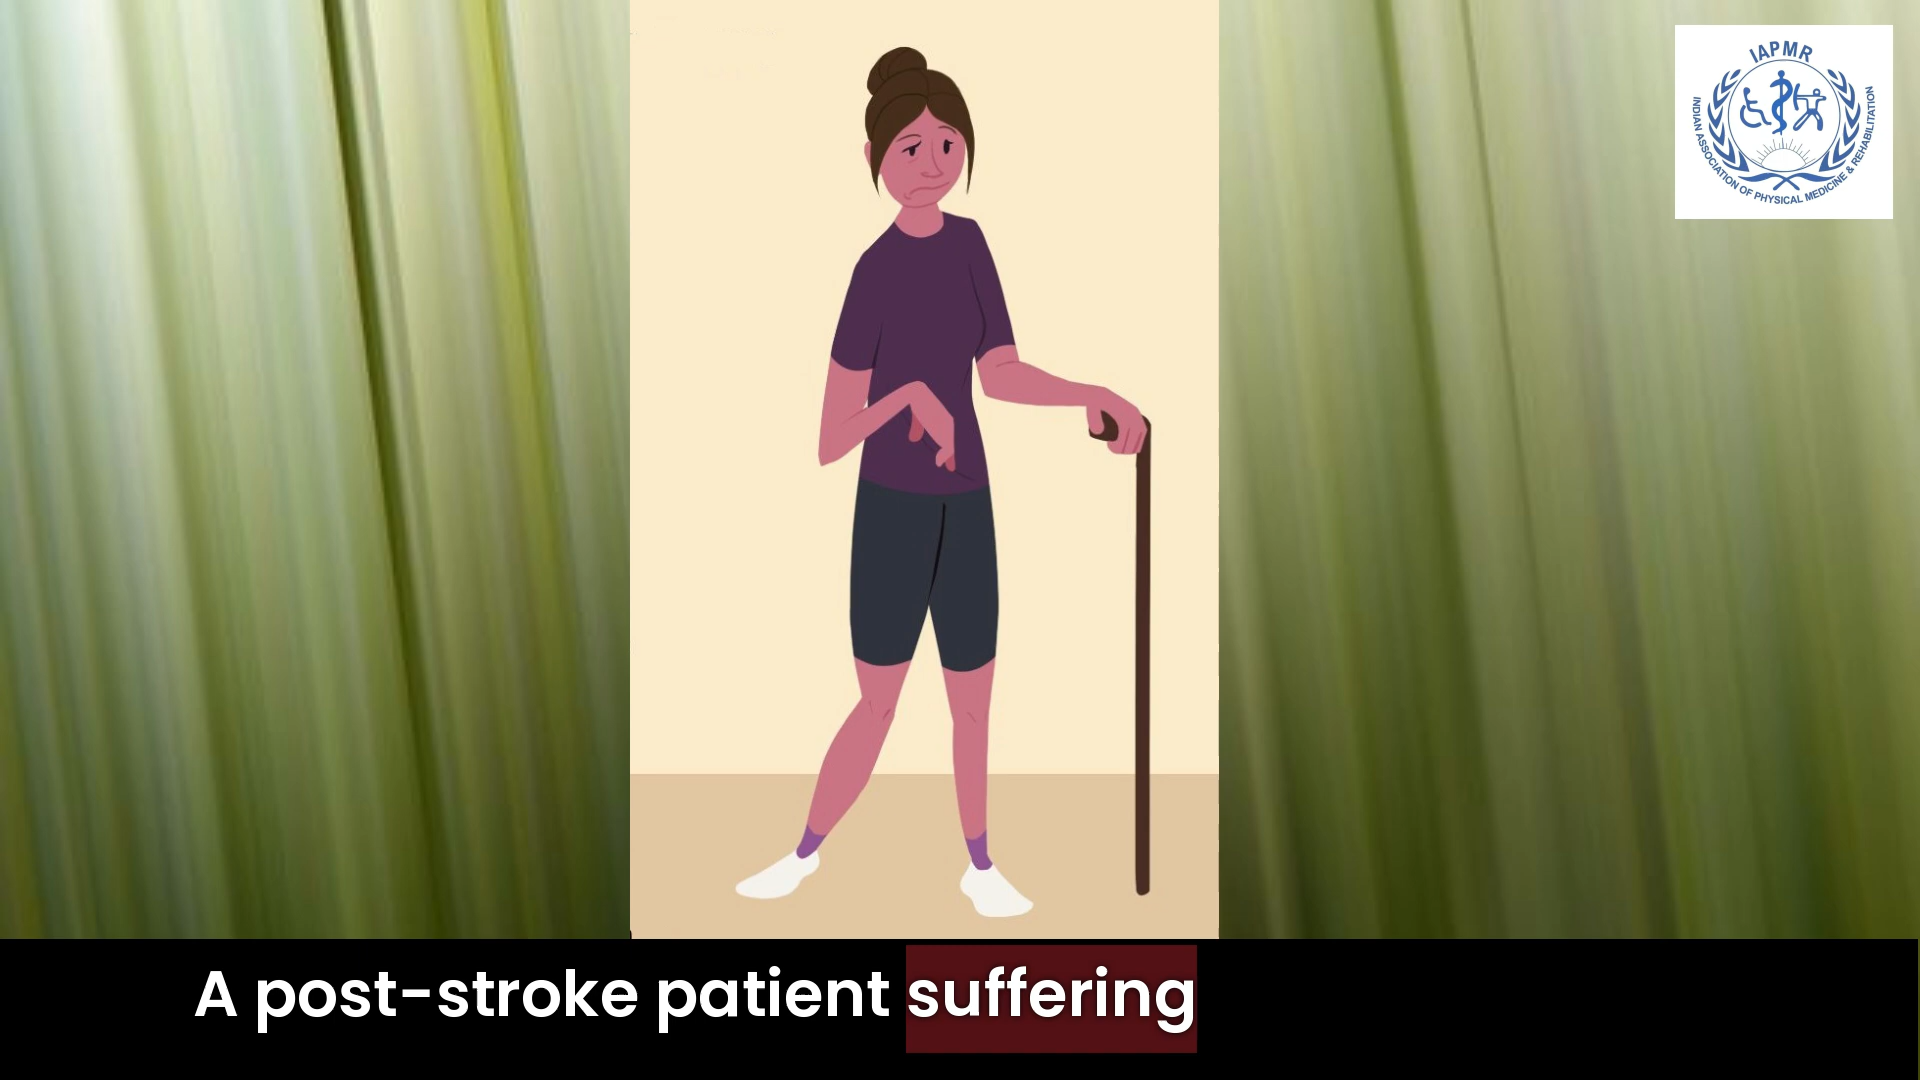 IAPMR
INDIAN ASSOCIATION OF PHYSICAL MEDICINE & REHABILITATION
A post-stroke patient suffering